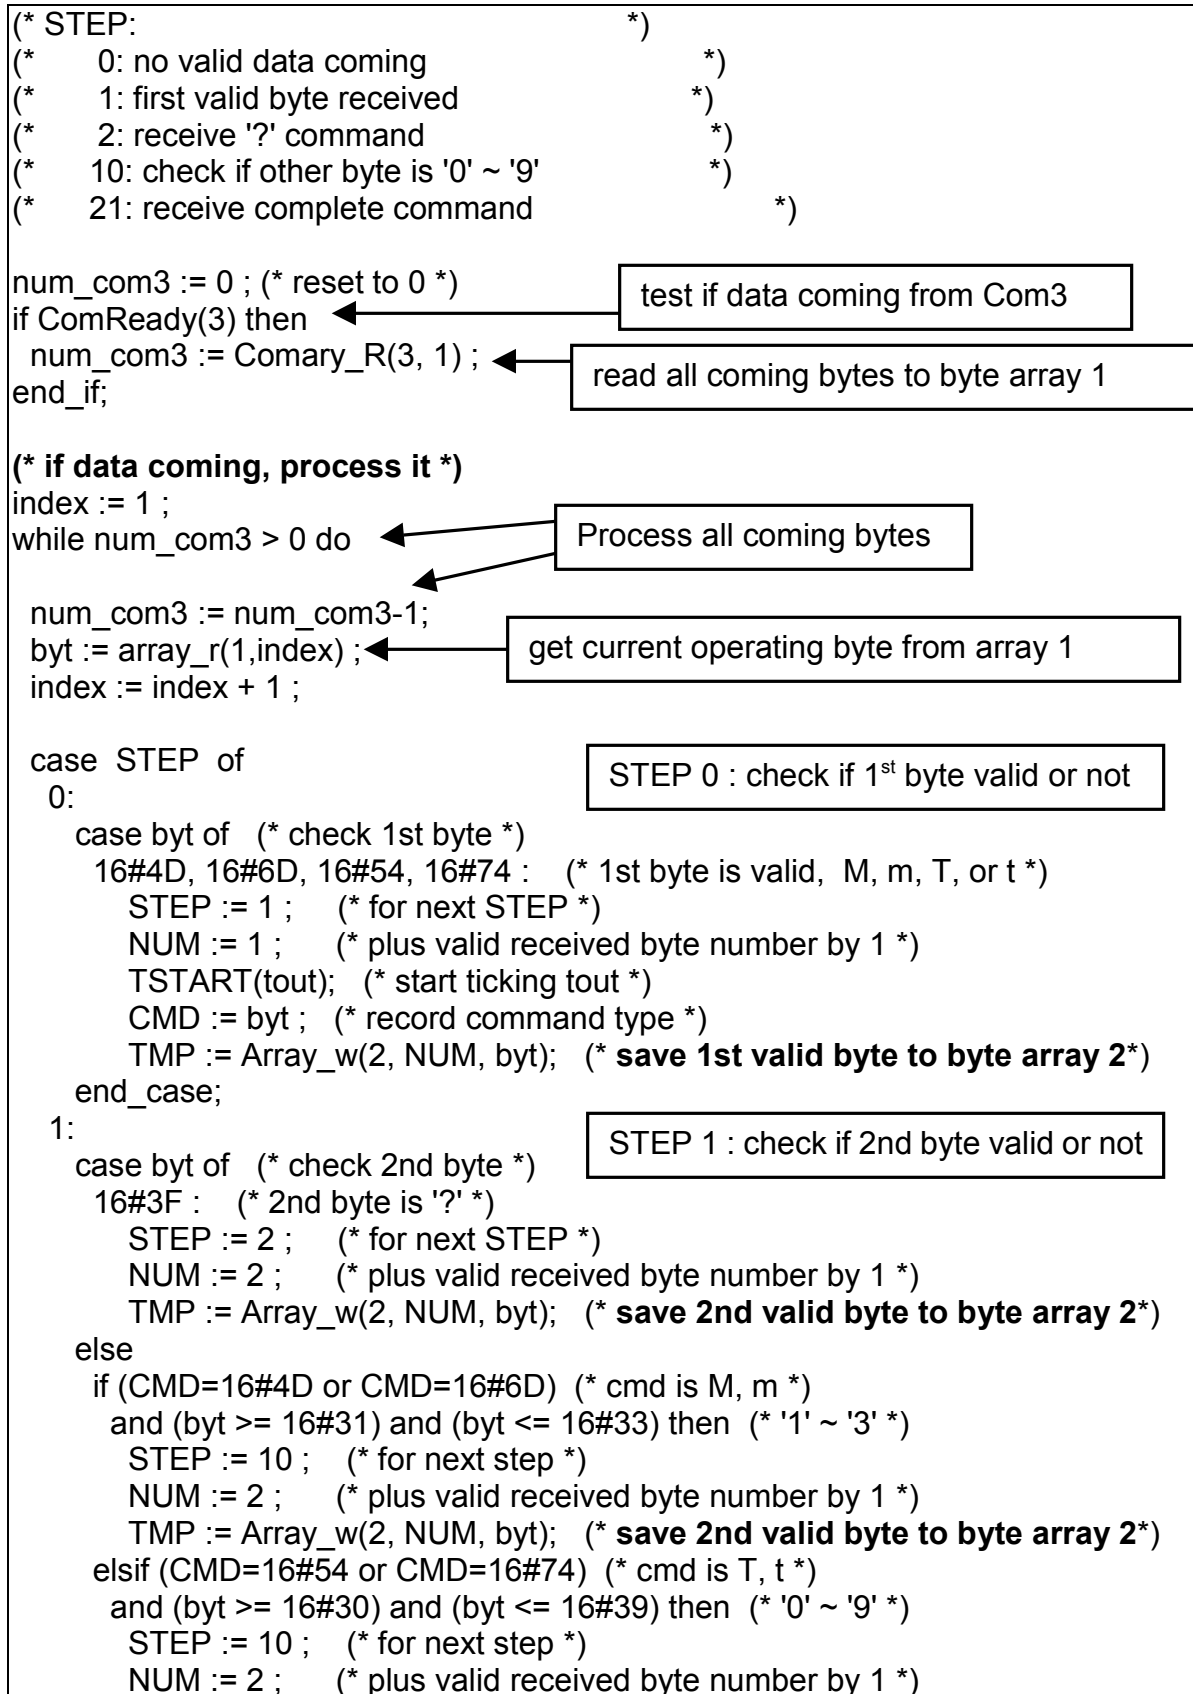 (* STEP: *)
(* 0: no valid data coming *)
(* 1: first valid byte received *)
(* 2: receive '?' command *)
(* 10: check if other byte is '0' ~ '9' *)
(* 21: receive complete command *)
num_com3 := 0 ; (* reset to 0 *)
test if data coming from Com3
if ComReady(3) then
num_com3 := Comary_R(3, 1) ;
read all coming bytes to byte array 1
end_if;
(* if data coming, process it *)
index := 1 ;
while num_com3 > 0 do
Process all coming bytes
num_com3 := num_com3-1;
byt := array_r(1,index) ;
get current operating byte from array 1
index := index + 1 ;
case STEP of
STEP 0 : check if 1st byte valid or not
0:
case byt of (* check 1st byte *)
16#4D, 16#6D, 16#54, 16#74 : (* 1st byte is valid, M, m, T, or t *)
STEP := 1 ; (* for next STEP *)
NUM := 1 ; (* plus valid received byte number by 1 *)
TSTART(tout); (* start ticking tout *)
CMD := byt ; (* record command type *)
TMP := Array_w(2, NUM, byt); (* save 1st valid byte to byte array 2*)
end_case;
1:
STEP 1 : check if 2nd byte valid or not
case byt of (* check 2nd byte *)
16#3F : (* 2nd byte is '?' *)
STEP := 2 ; (* for next STEP *)
NUM := 2 ; (* plus valid received byte number by 1 *)
TMP := Array_w(2, NUM, byt); (* save 2nd valid byte to byte array 2*)
else
if (CMD=16#4D or CMD=16#6D) (* cmd is M, m *)
and (byt >= 16#31) and (byt <= 16#33) then (* '1' ~ '3' *)
STEP := 10 ; (* for next step *)
NUM := 2 ; (* plus valid received byte number by 1 *)
TMP := Array_w(2, NUM, byt); (* save 2nd valid byte to byte array 2*)
elsif (CMD=16#54 or CMD=16#74) (* cmd is T, t *)
and (byt >= 16#30) and (byt <= 16#39) then (* '0' ~ '9' *)
STEP := 10 ; (* for next step *)
NUM := 2 ; (* plus valid received byte number by 1 *)